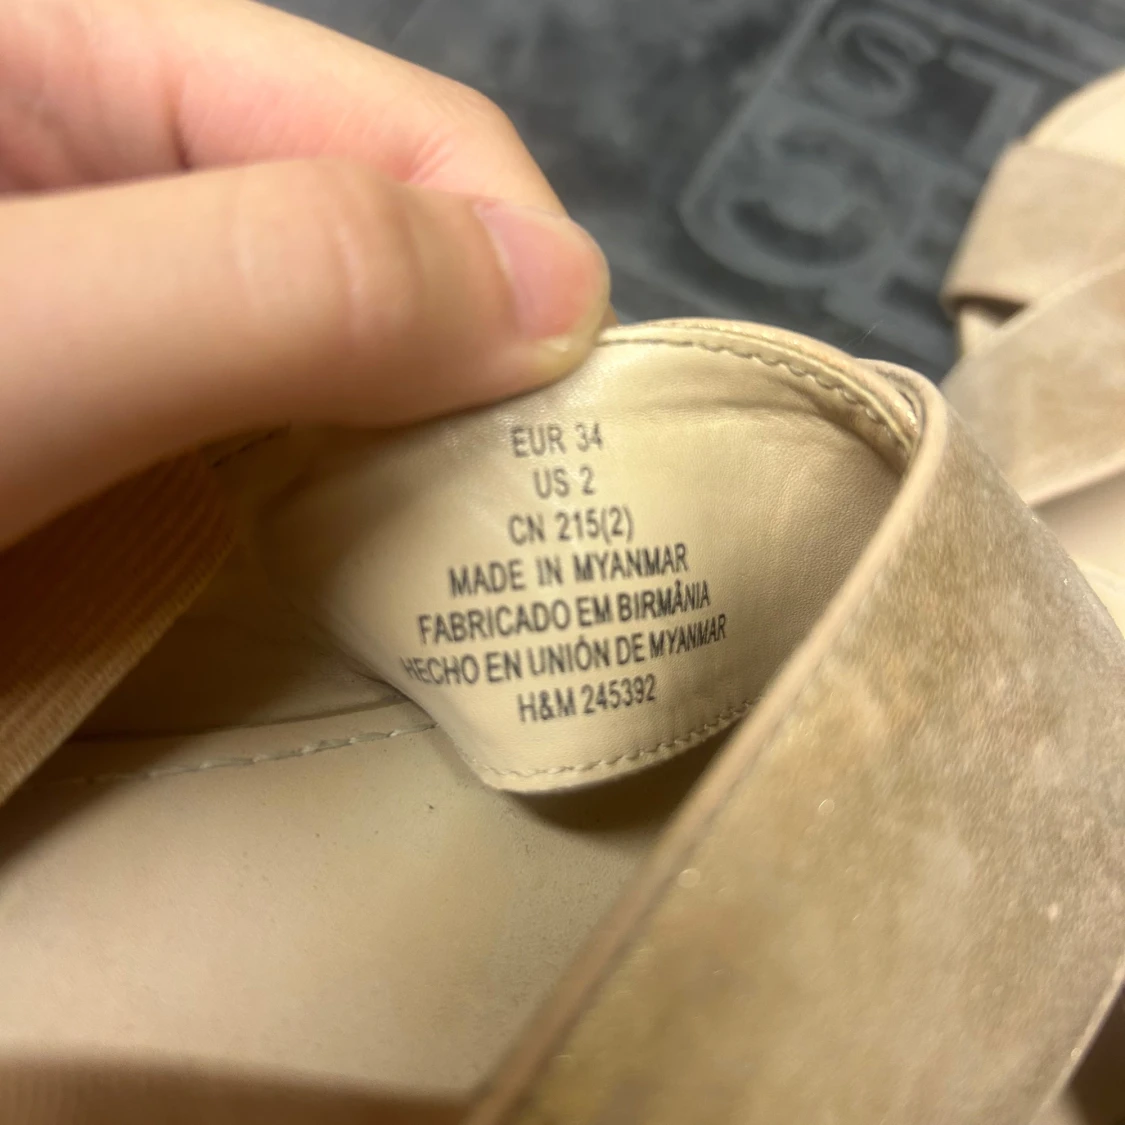 EUR 34
US 2
CN 215(2)
MADE IN MYANMAR
FABRICADO EM BIRMÂNIA
HECHO EN UNIÓN DE MYANMAR
H&M 245392